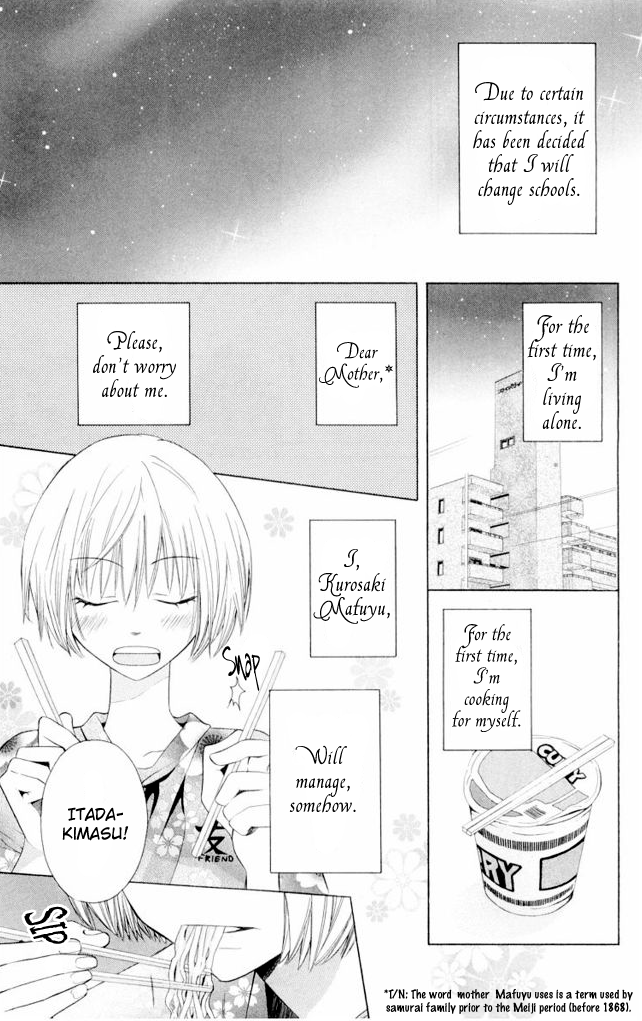 Due to certain
circumstances, it
has been decided
that I will
change schools.
For the
first time,
I'm
living
alone.
For the
first time,
I'm
cooking
for myself.
CURRY
RRY
Dear
Mother,*
Please,
don't worry
about me.
I,
Kurosaki
Mafuyu,
Will
manage,
somehow.
SNAP
ITADA-
KIMASU!
友
FRIEND
SIP
*T/N: The word mother Mafuyu uses is a term used by
samurai family prior to the Meiji period (before 1868).